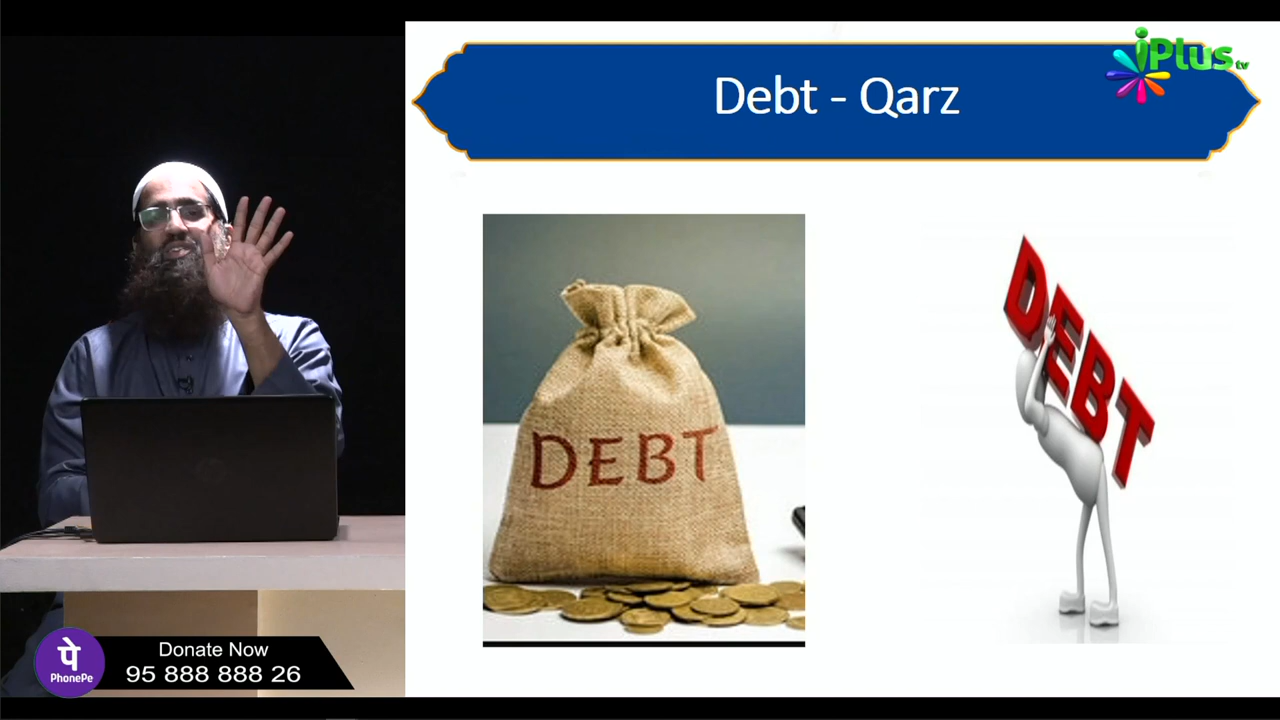 iPlus tv
Debt - Qarz
DEBT
DEBT
पे
PhonePe
Donate Now
95 888 888 26